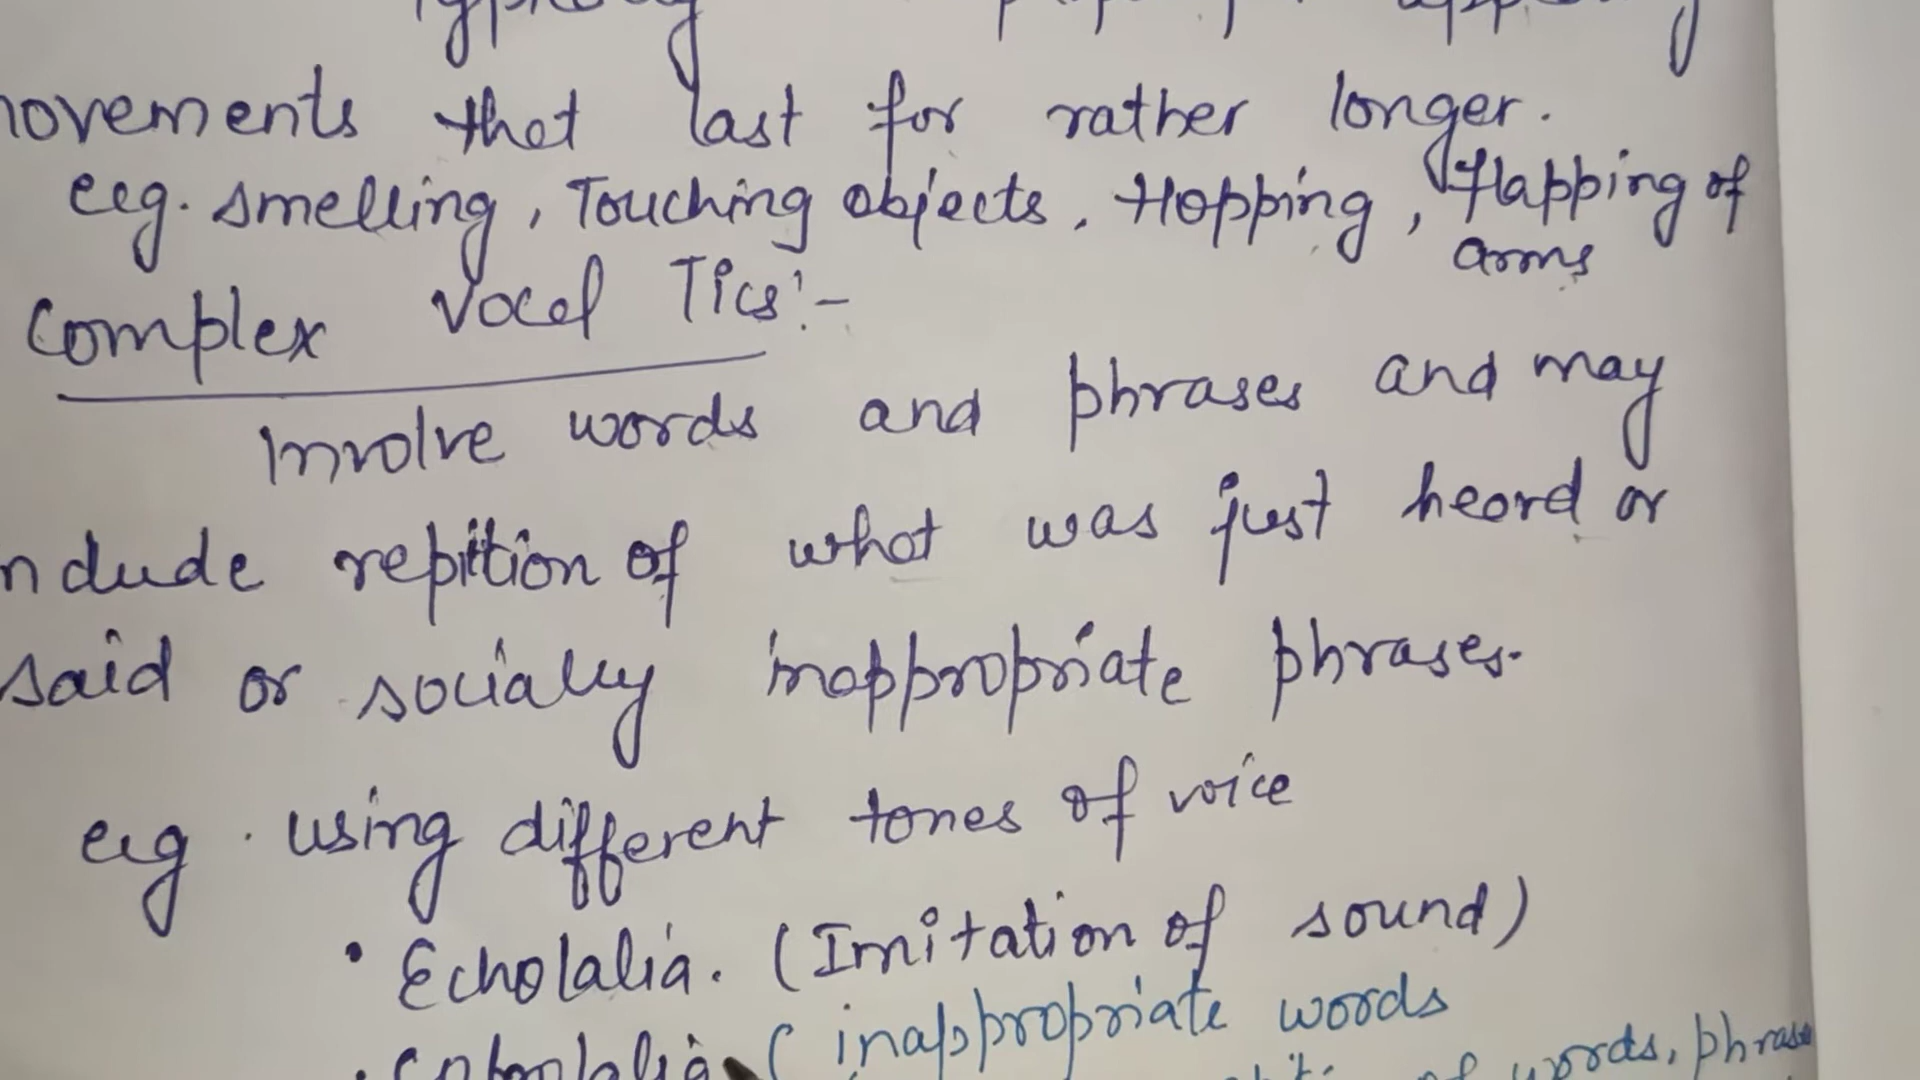 movements that last for rather longer.
e.g. smelling, Touching objects, Hopping, flapping of
arms
Complex Vocal Tics:-
Involve words and phrases and may
include repittion of what was just heard or
said or socially inappropriate phrases.
e.g. using different tones of voice
• Echolalia. (Imitation of sound)
( inappropriate words
of words, phrase